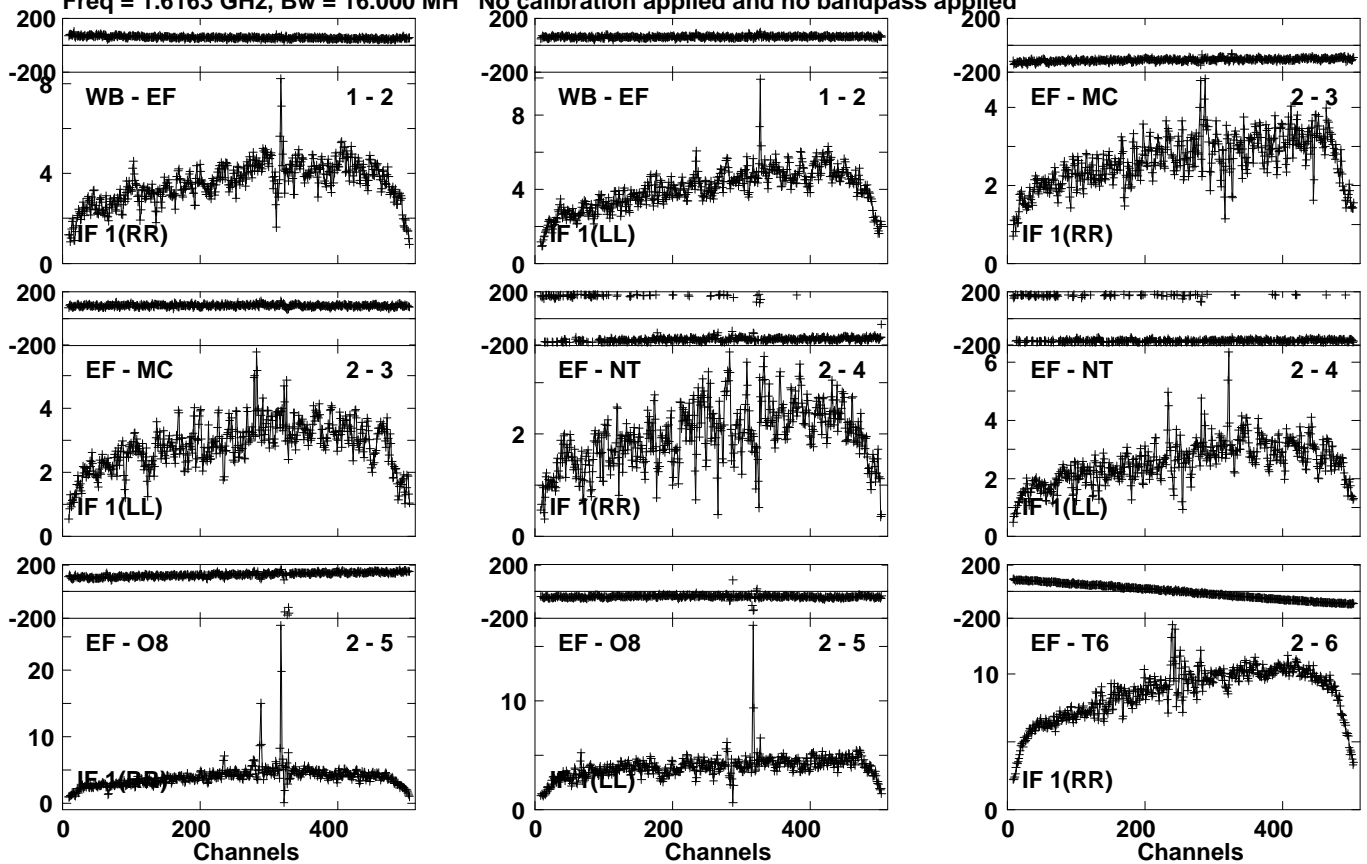 Freq = 1.6163 GHz, Bw = 16.000 MH No calibration applied and no bandpass applied
200
-200
8
4
0
WB - EF 1 - 2
IF 1(RR)
8
4
0
WB - EF 1 - 2
IF 1(LL)
200
-200
4
2
0
EF - MC 2 - 3
IF 1(RR)
200
-200
4
2
0
EF - MC 2 - 3
IF 1(LL)
200
-200
2
0
EF - NT 2 - 4
IF 1(RR)
200
-200
6
4
2
0
EF - NT 2 - 4
IF 1(LL)
200
-200
20
10
0
EF - O8 2 - 5
IF 1(RR)
0 200 400
Channels
200
-200
10
0
EF - O8 2 - 5
IF 1(LL)
0 200 400
Channels
200
-200
10
0
EF - T6 2 - 6
IF 1(RR)
0 200 400
Channels